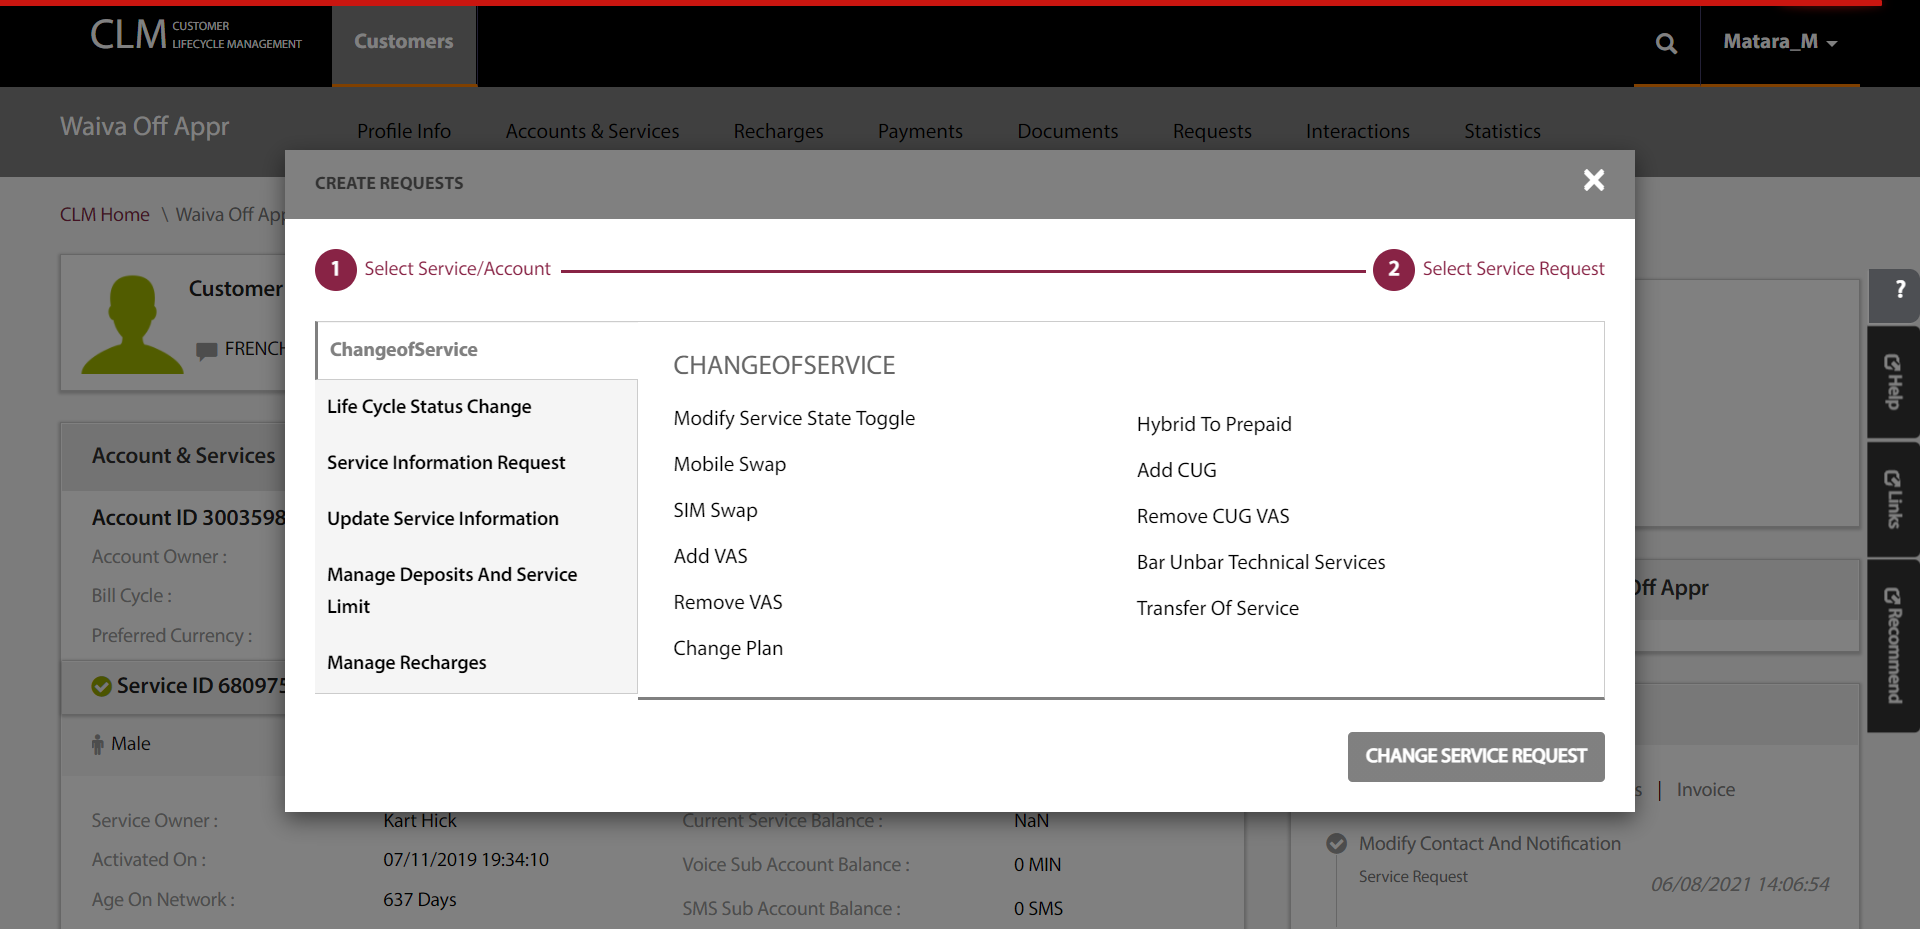 CLM CUSTOMER
LIFECYCLE MANAGEMENT
Customers
Matara_M
Waiva Off Appr
Profile Info
Accounts & Services
Recharges
Payments
Documents
Requests
Interactions
Statistics
CREATE REQUESTS
CLM Home \ Waiva Off App
1 Select Service/Account
2 Select Service Request
Customer
FRENCH
ChangeofService
Life Cycle Status Change
Service Information Request
Update Service Information
Manage Deposits And Service
Limit
Manage Recharges
CHANGEOFSERVICE
Modify Service State Toggle
Mobile Swap
SIM Swap
Add VAS
Remove VAS
Change Plan
Hybrid To Prepaid
Add CUG
Remove CUG VAS
Bar Unbar Technical Services
Transfer Of Service
CHANGE SERVICE REQUEST
?
Help
Links
Recommend
Account & Services
Account ID 3003598
Account Owner :
Bill Cycle :
Preferred Currency :
Service ID 680975
Male
Service Owner : Kart Hick
Activated On : 07/11/2019 19:34:10
Age On Network : 637 Days
Current Service Balance : NaN
Voice Sub Account Balance : 0 MIN
SMS Sub Account Balance : 0 SMS
Off Appr
s | Invoice
Modify Contact And Notification
Service Request
06/08/2021 14:06:54